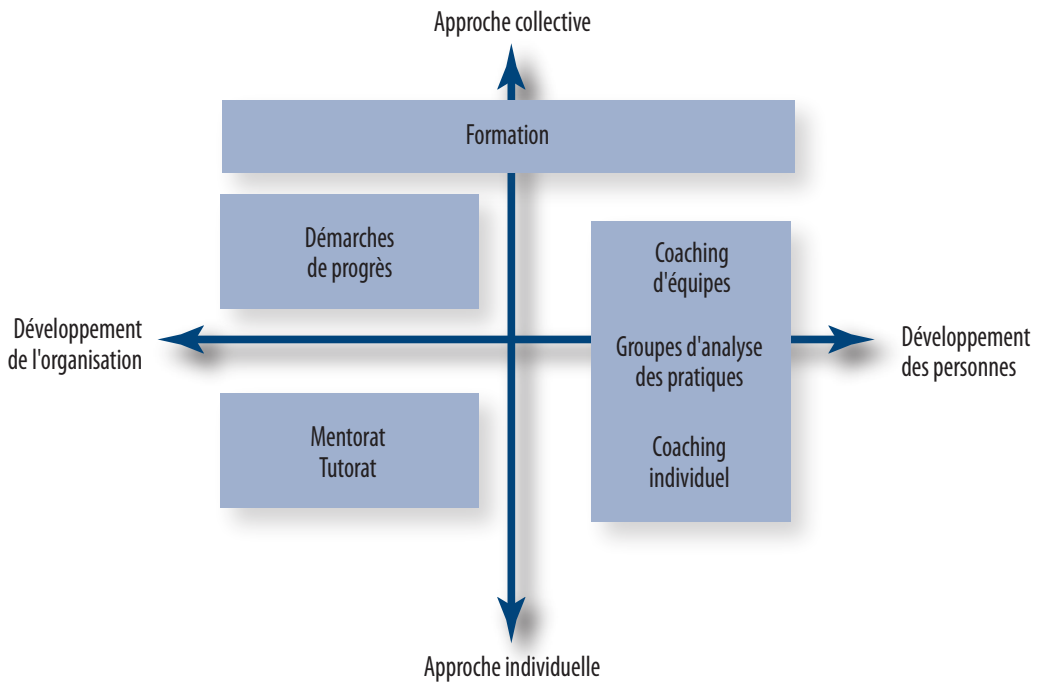 Approche collective
Formation
Démarches
de progrès
Coaching
d'équipes
Développement
de l'organisation
Groupes d'analyse
des pratiques
Développement
des personnes
Mentorat
Tutorat
Coaching
individuel
Approche individuelle